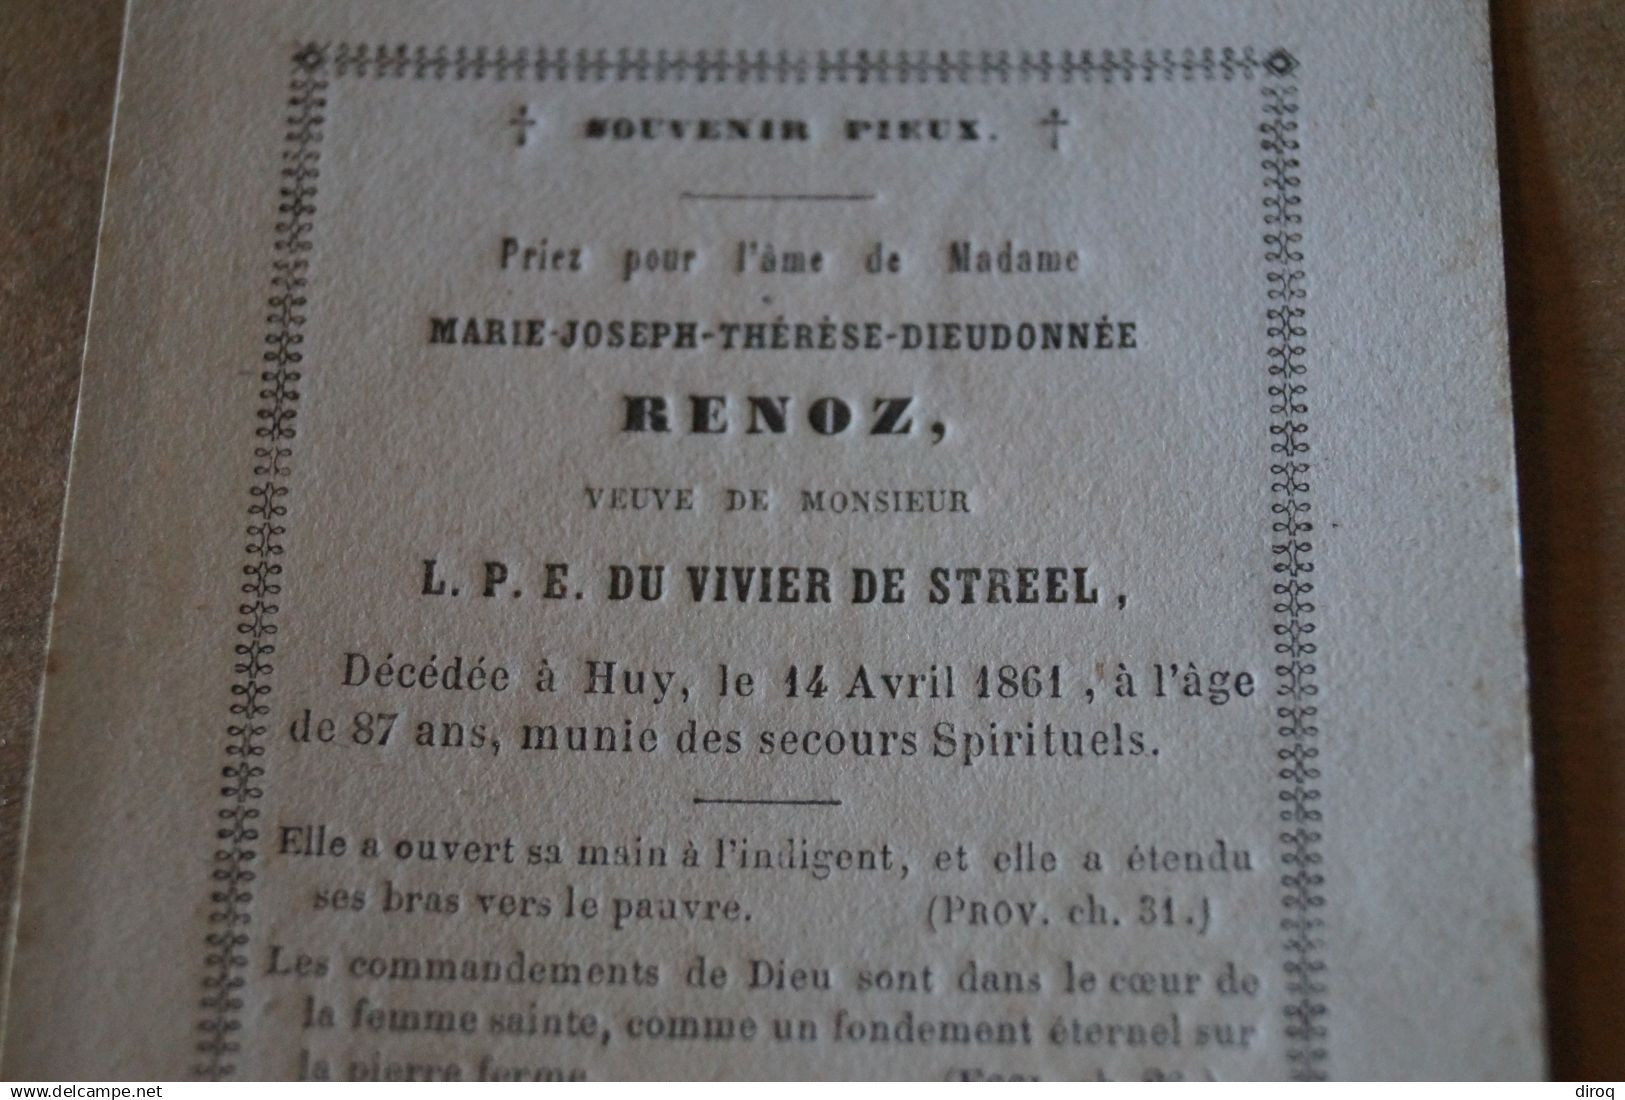 † SOUVENIR PIEUX. †
Priez pour l'âme de Madame
MARIE-JOSEPH-THÉRÈSE-DIEUDONNÉE
RENOZ,
VEUVE DE MONSIEUR
L. P. E. DU VIVIER DE STREEL,
Décédée à Huy, le 14 Avril 1861, à l'âge
de 87 ans, munie des secours Spirituels.
Elle a ouvert sa main à l'indigent, et elle a étendu
ses bras vers le pauvre. (PROV. ch. 31.)
Les commandements de Dieu sont dans le cœur de
la femme sainte, comme un fondement éternel sur
la pierre ferme
delcampe.net
diroq